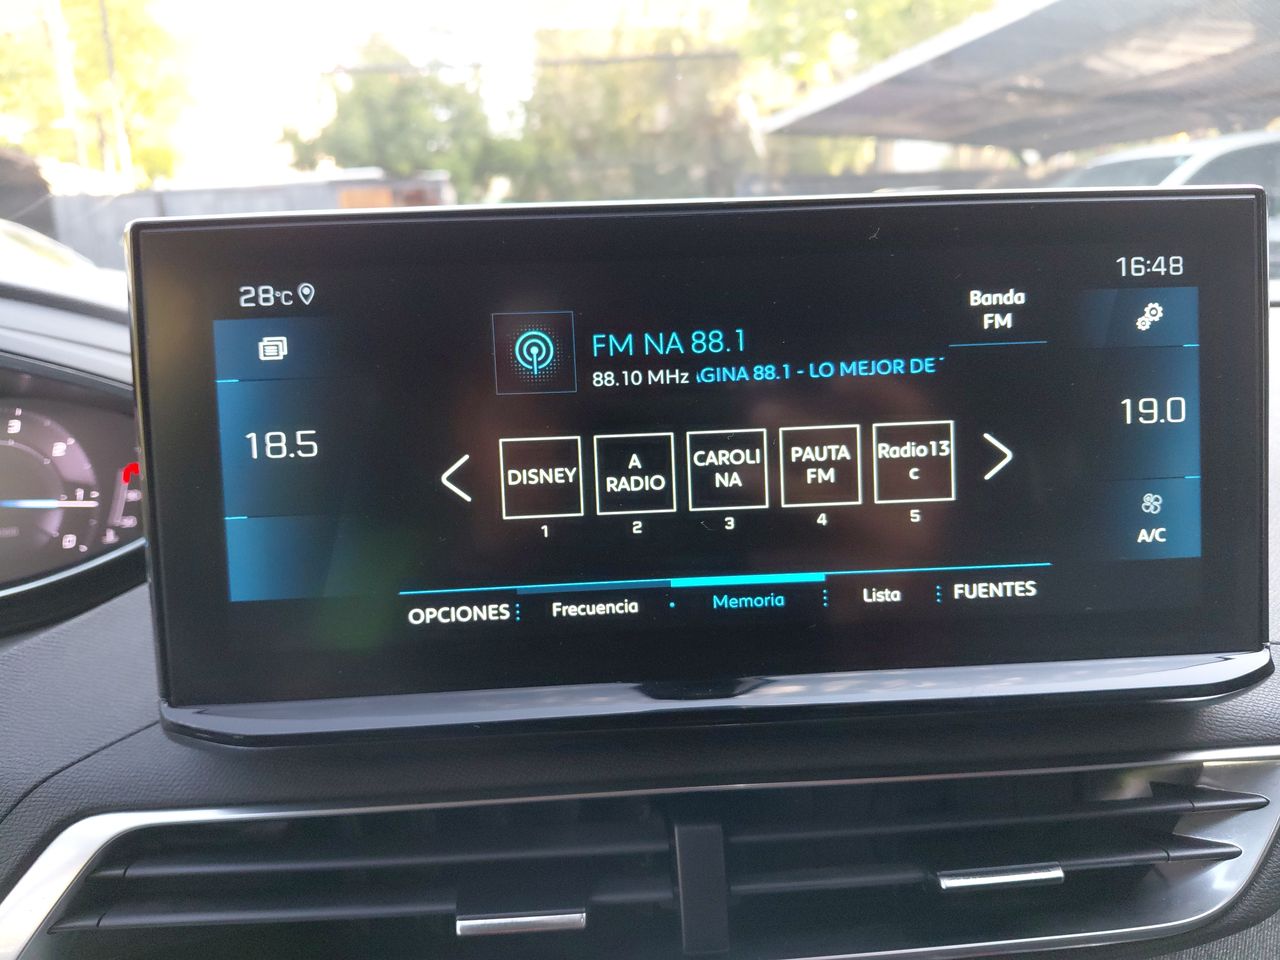 28°C
16:48
Banda
FM
FM NA 88.1
88.10 MHz GINA 88.1 - LO MEJOR DE
18.5
19.0
DISNEY
A
RADIO
CAROLI
NA
PAUTA
FM
Radio13
c
1
2
3
4
5
A/C
OPCIONES
Frecuencia
Memoria
Lista
FUENTES